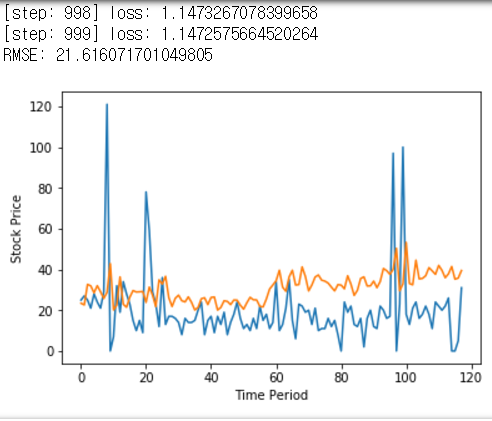 [step: 998] loss: 1.1473267078399658
[step: 999] loss: 1.1472575664520264
RMSE: 21.616071701049805
120
100
80
60
40
20
0
Stock Price
0 20 40 60 80 100 120
Time Period